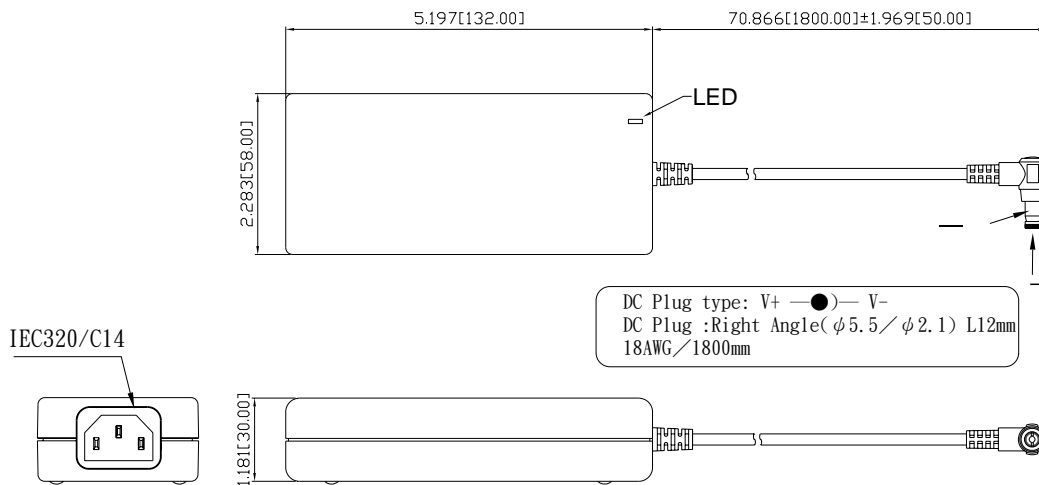 5.197[132.00]
70.866[1800.00]±1.969[50.00]
LED
2.283[58.00]
DC Plug type: V+ —●)— V-
DC Plug :Right Angle(φ5.5／φ2.1) L12mm
18AWG／1800mm
IEC320/C14
1.181[30.00]